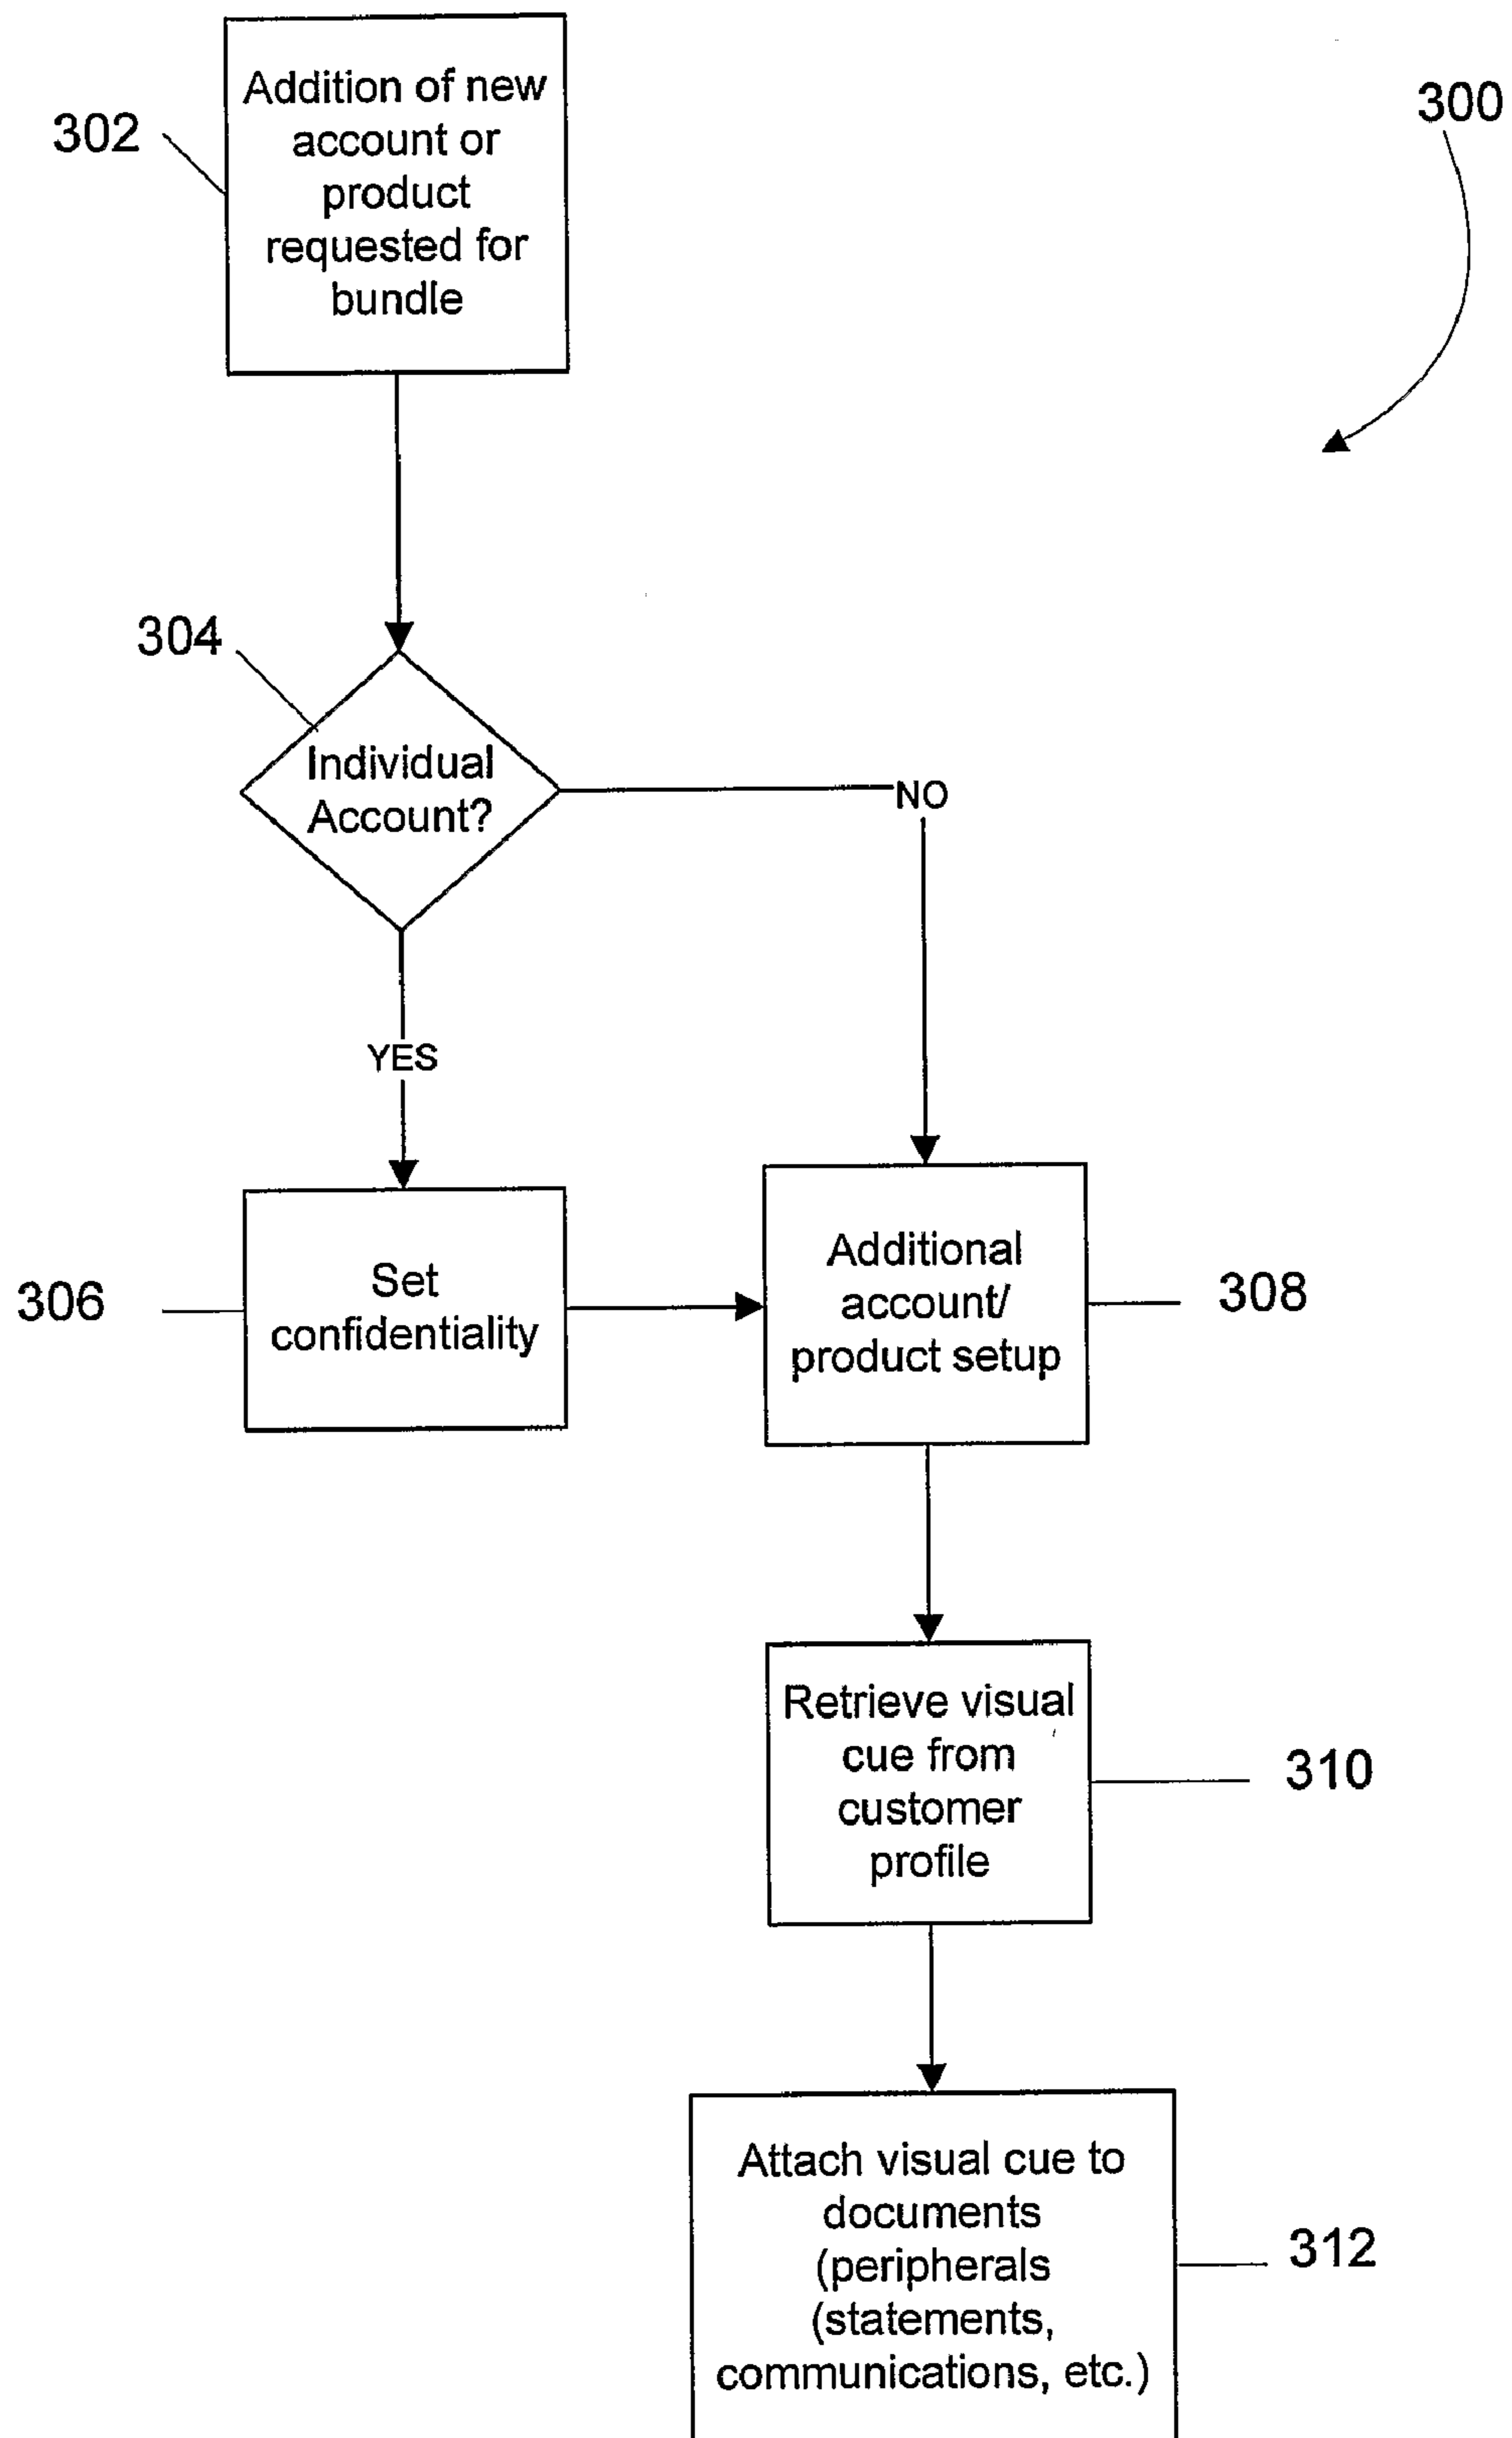 300
302
Addition of new
account or
product
requested for
bundle
304
Individual
Account?
NO
YES
306
Set
confidentiality
Additional
account/
product setup
308
Retrieve visual
cue from
customer
profile
310
Attach visual cue to
documents
(peripherals
(statements,
communications, etc.)
312